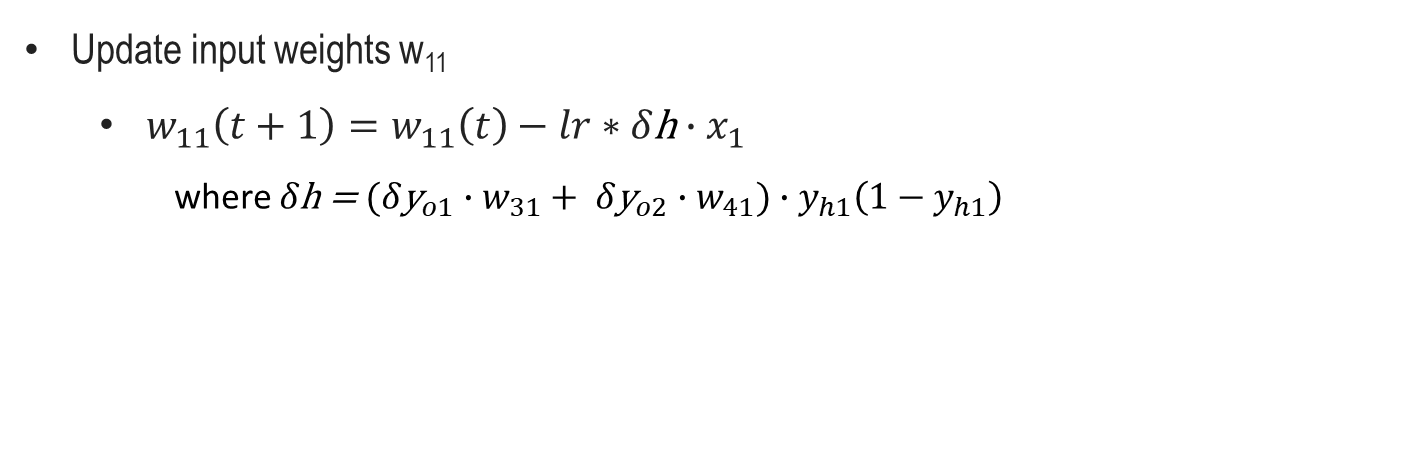 • Update input weights w₁₁
• w₁₁(t + 1) = w₁₁(t) − lr ∗ δh · x₁
where δh = (δyₒ₁ · w₃₁ + δyₒ₂ · w₄₁) · yₕ₁(1 − yₕ₁)